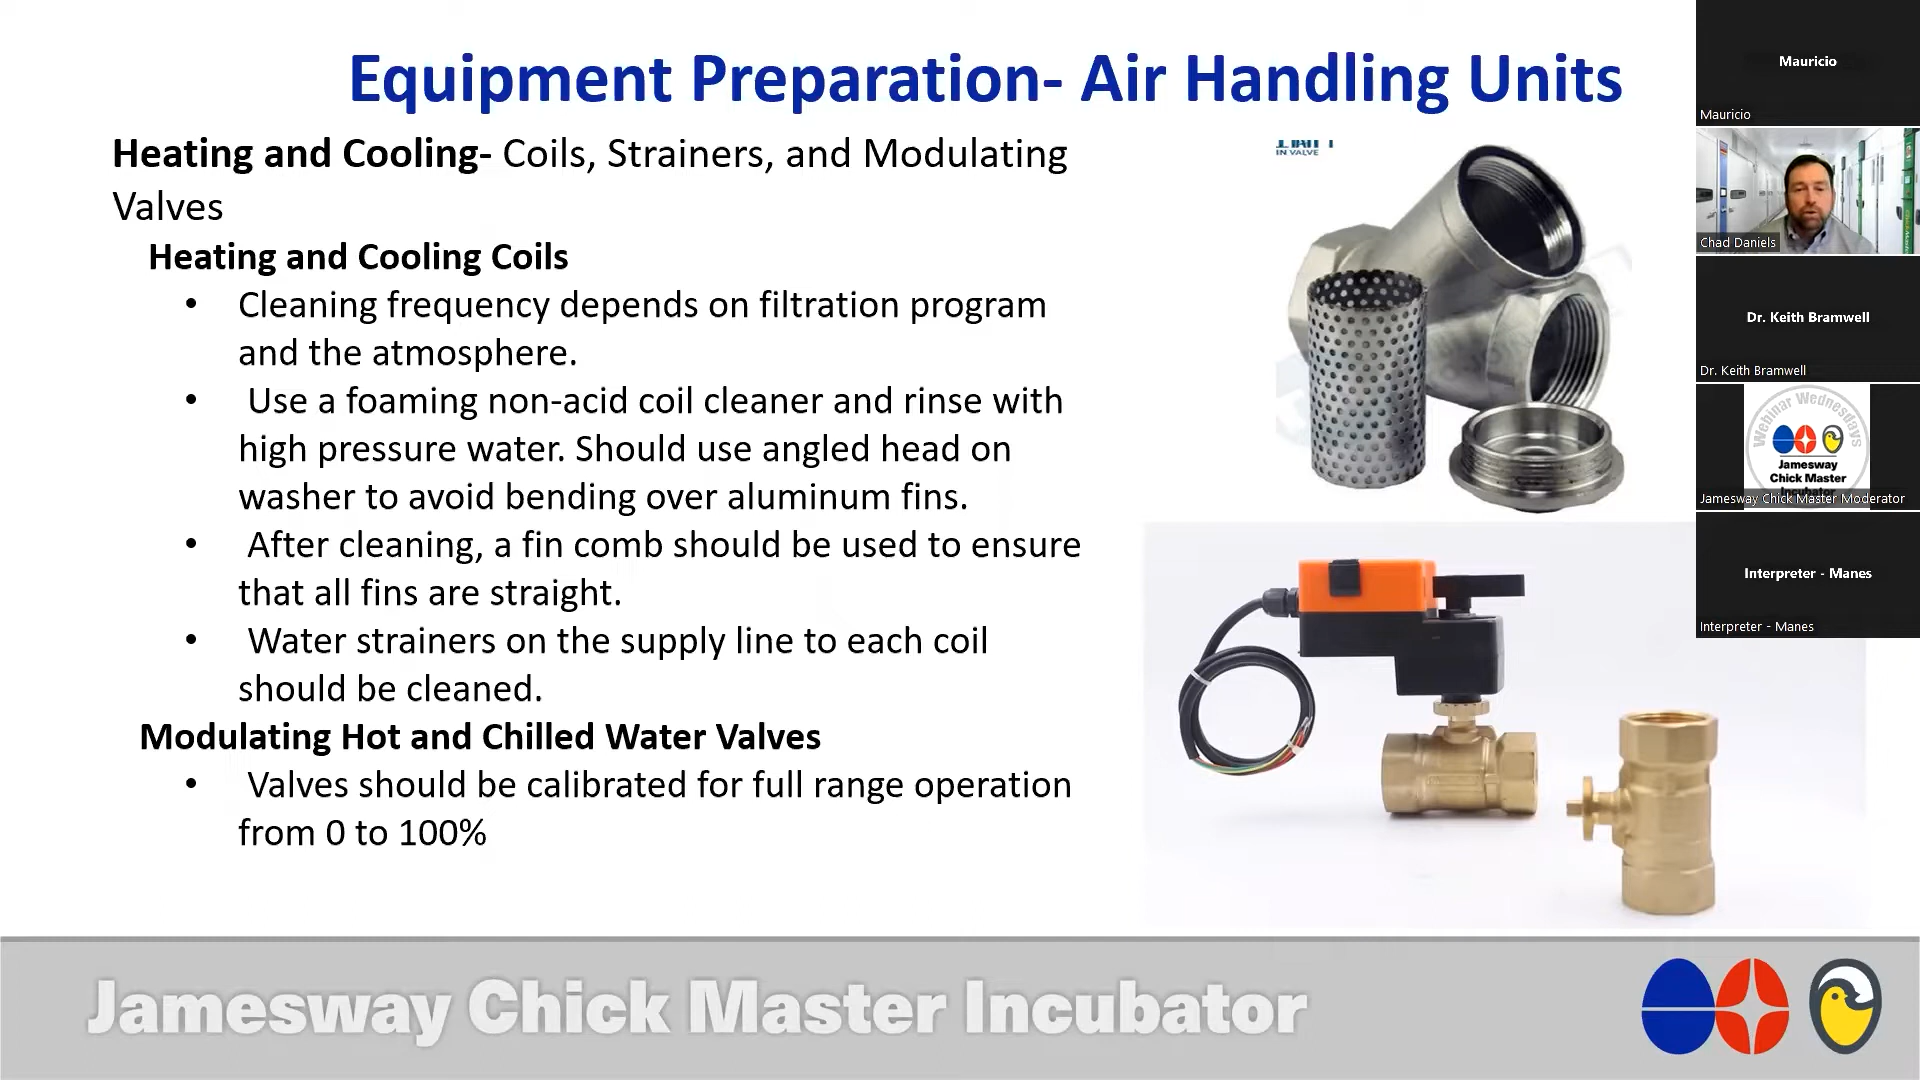 Equipment Preparation- Air Handling Units
Heating and Cooling- Coils, Strainers, and Modulating
Valves
Heating and Cooling Coils
• Cleaning frequency depends on filtration program
and the atmosphere.
• Use a foaming non-acid coil cleaner and rinse with
high pressure water. Should use angled head on
washer to avoid bending over aluminum fins.
• After cleaning, a fin comb should be used to ensure
that all fins are straight.
• Water strainers on the supply line to each coil
should be cleaned.
Modulating Hot and Chilled Water Valves
• Valves should be calibrated for full range operation
from 0 to 100%
IN VALVE
Mauricio
Mauricio
Chad Daniels
Dr. Keith Bramwell
Dr. Keith Bramwell
Webinar Wednesdays
Jamesway
Chick Master
Incubator
Jamesway Chick Master Moderator
Interpreter - Manes
Interpreter - Manes
Jamesway Chick Master Incubator